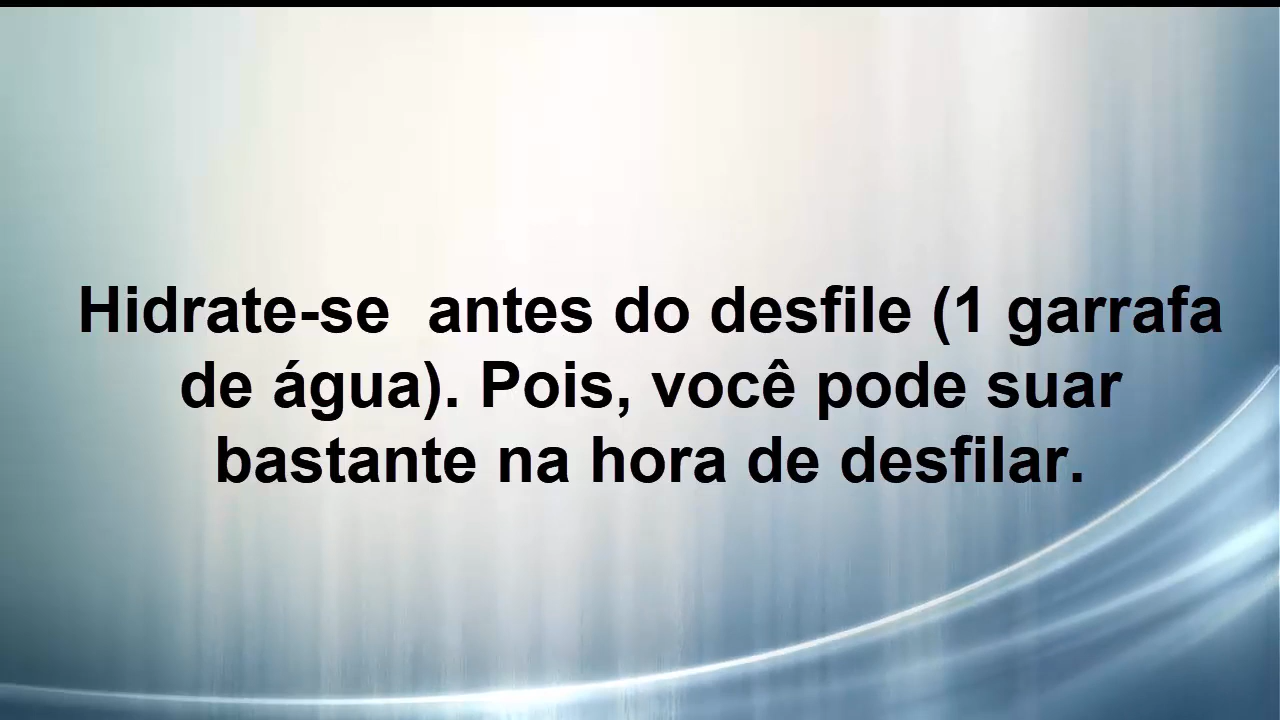 Hidrate-se  antes do desfile (1 garrafa
de água). Pois, você pode suar
bastante na hora de desfilar.